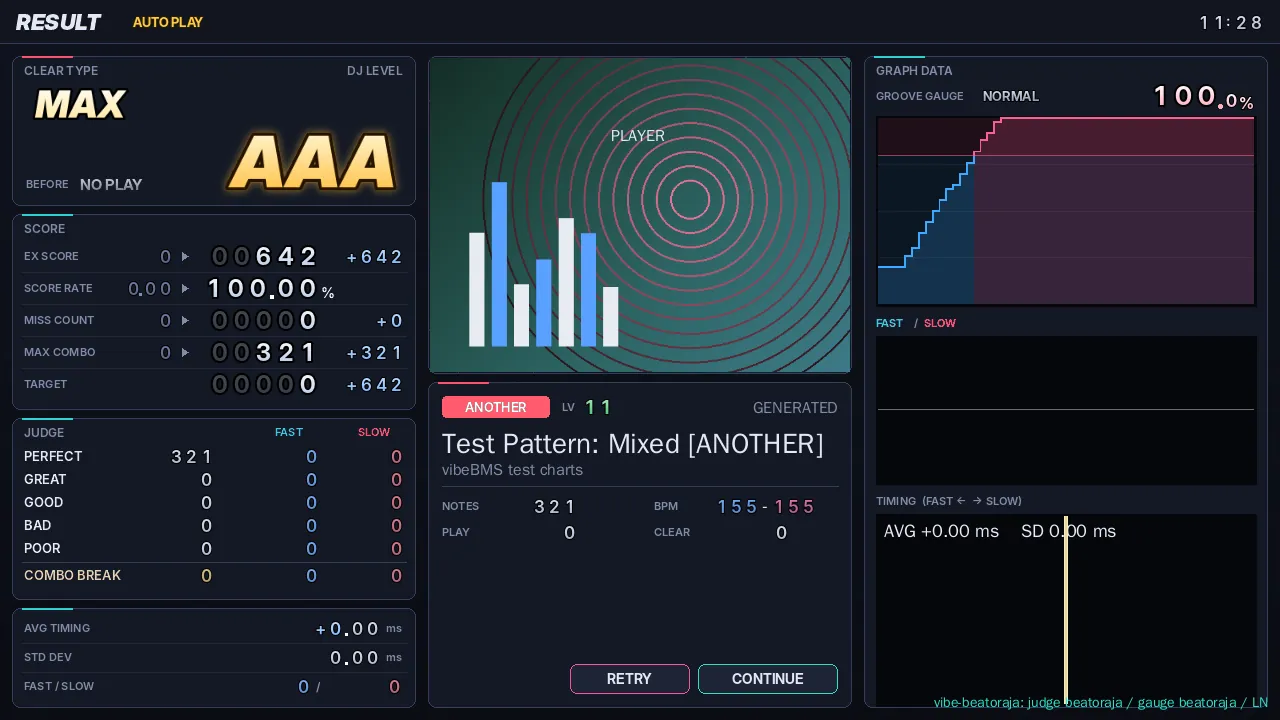 RESULT AUTO PLAY 11:28
CLEAR TYPE DJ LEVEL
MAX
AAA
BEFORE NO PLAY
SCORE
EX SCORE 0 ▶ 00642 +642
SCORE RATE 0.00 ▶ 100.00 %
MISS COUNT 0 ▶ 00000 +0
MAX COMBO 0 ▶ 00321 +321
TARGET 00000 +642
JUDGE FAST SLOW
PERFECT 321 0 0
GREAT 0 0 0
GOOD 0 0 0
BAD 0 0 0
POOR 0 0 0
COMBO BREAK 0 0 0
AVG TIMING +0.00 ms
STD DEV 0.00 ms
FAST / SLOW 0 / 0
PLAYER
ANOTHER LV 11 GENERATED
Test Pattern: Mixed [ANOTHER]
vibeBMS test charts
NOTES 321 BPM 155-155
PLAY 0 CLEAR 0
RETRY CONTINUE
GRAPH DATA
GROOVE GAUGE NORMAL 100.0%
FAST / SLOW
TIMING (FAST ← → SLOW)
AVG +0.00 ms SD 0.00 ms
vibe-beatoraja: judge beatoraja / gauge beatoraja / LN